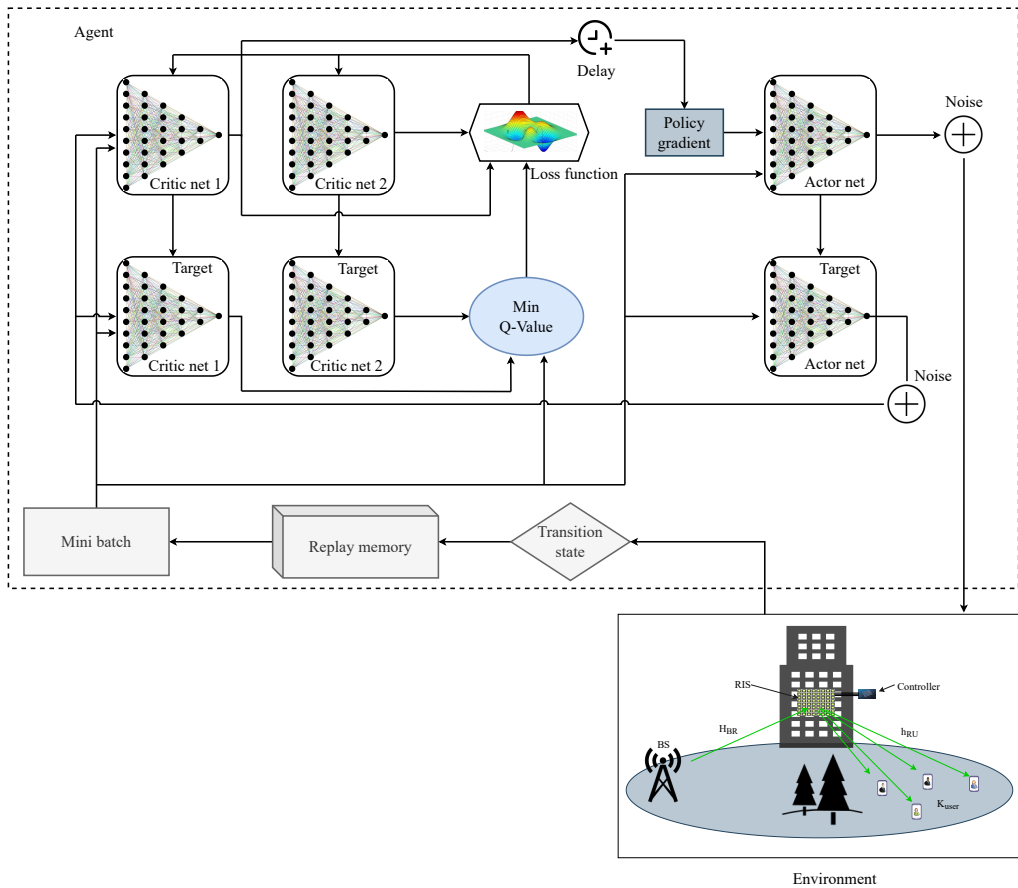 Agent
Delay
Noise
Policy
gradient
Critic net 1
Critic net 2
Loss function
Actor net
Target
Target
Target
Min
Q-Value
Critic net 1
Critic net 2
Actor net
Noise
Mini batch
Replay memory
Transition
state
RIS
Controller
H_BR
h_RU
BS
K_user
Environment